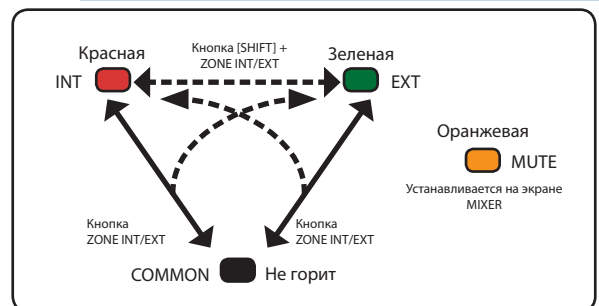 Кнопка [SHIFT] +
ZONE INT/EXT
Красная
Зеленая
INT
EXT
Оранжевая
MUTE
Устанавливается на экране
MIXER
Кнопка
ZONE INT/EXT
Кнопка
ZONE INT/EXT
COMMON
Не горит